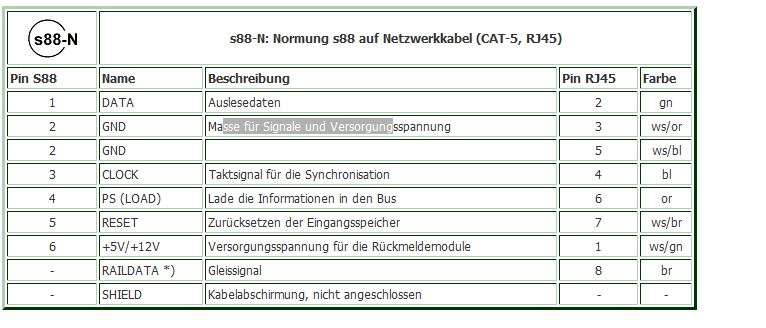 s88-N s88-N: Normung s88 auf Netzwerkkabel (CAT-5, RJ45)
Pin S88 Name Beschreibung Pin RJ45 Farbe
1 DATA Auslesedaten 2 gn
2 GND Masse für Signale und Versorgungsspannung 3 ws/or
2 GND 5 ws/bl
3 CLOCK Taktsignal für die Synchronisation 4 bl
4 PS (LOAD) Lade die Informationen in den Bus 6 or
5 RESET Zurücksetzen der Eingangsspeicher 7 ws/br
6 +5V/+12V Versorgungsspannung für die Rückmeldemodule 1 ws/gn
- RAILDATA *) Gleissignal 8 br
- SHIELD Kabelabschirmung, nicht angeschlossen - -